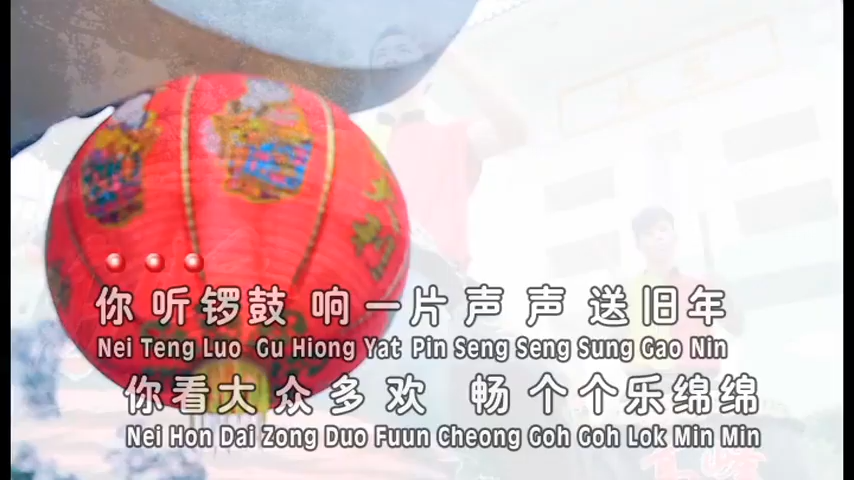 你 听锣鼓 响一片声 声 送旧年
Nei Teng Luo Gu Hiong Yat Pin Seng Seng Sung Gao Nin
你看大 众 多 欢 畅 个个乐绵绵
Nei Hon Dai Zong Duo Fuun Cheong Goh Goh Lok Min Min